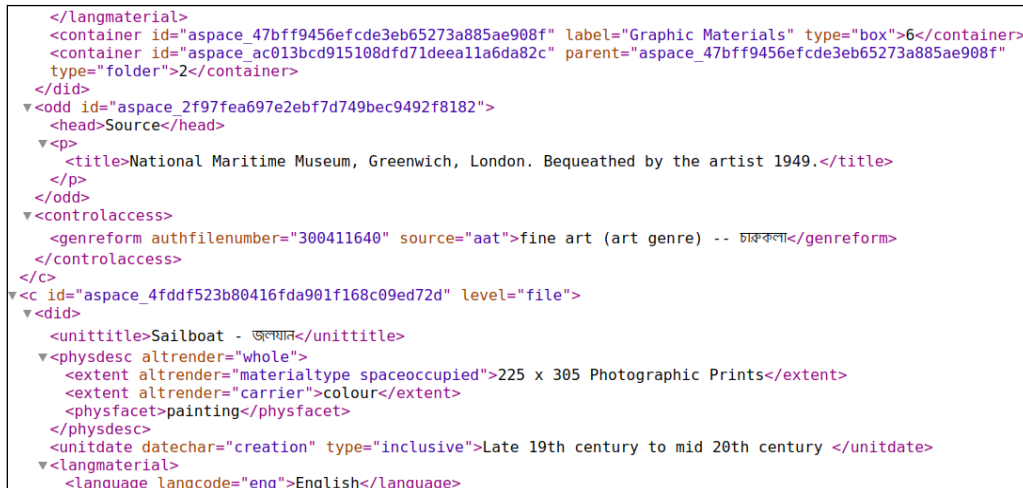 </langmaterial>
<container id="aspace_47bff9456efcde3eb65273a885ae908f" label="Graphic Materials" type="box">6</container>
<container id="aspace_ac013bcd915108dfd71deea11a6da82c" parent="aspace_47bff9456efcde3eb65273a885ae908f"
type="folder">2</container>
</did>
▼<odd id="aspace_2f97fea697e2ebf7d749bec9492f8182">
<head>Source</head>
▼<p>
<title>National Maritime Museum, Greenwich, London. Bequeathed by the artist 1949.</title>
</p>
</odd>
▼<controlaccess>
<genreform authfilenumber="300411640" source="aat">fine art (art genre) -- চারুকলা</genreform>
</controlaccess>
</c>
▼<c id="aspace_4fddf523b80416fda901f168c09ed72d" level="file">
▼<did>
<unittitle>Sailboat - জলযান</unittitle>
▼<physdesc altrender="whole">
<extent altrender="materialtype spaceoccupied">225 x 305 Photographic Prints</extent>
<extent altrender="carrier">colour</extent>
<physfacet>painting</physfacet>
</physdesc>
<unitdate datechar="creation" type="inclusive">Late 19th century to mid 20th century </unitdate>
▼<langmaterial>
<language langcode="eng">English</language>